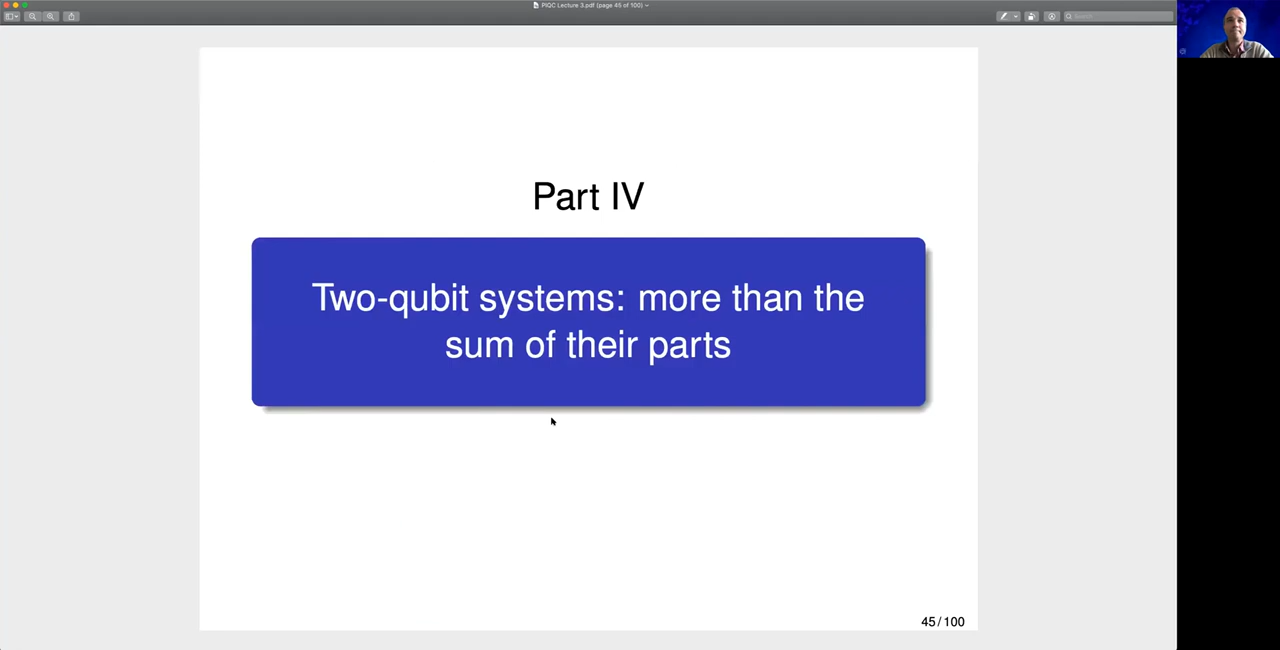 PIQC Lecture 3.pdf (page 45 of 100)
Search
Part IV
Two-qubit systems: more than the
sum of their parts
45/100